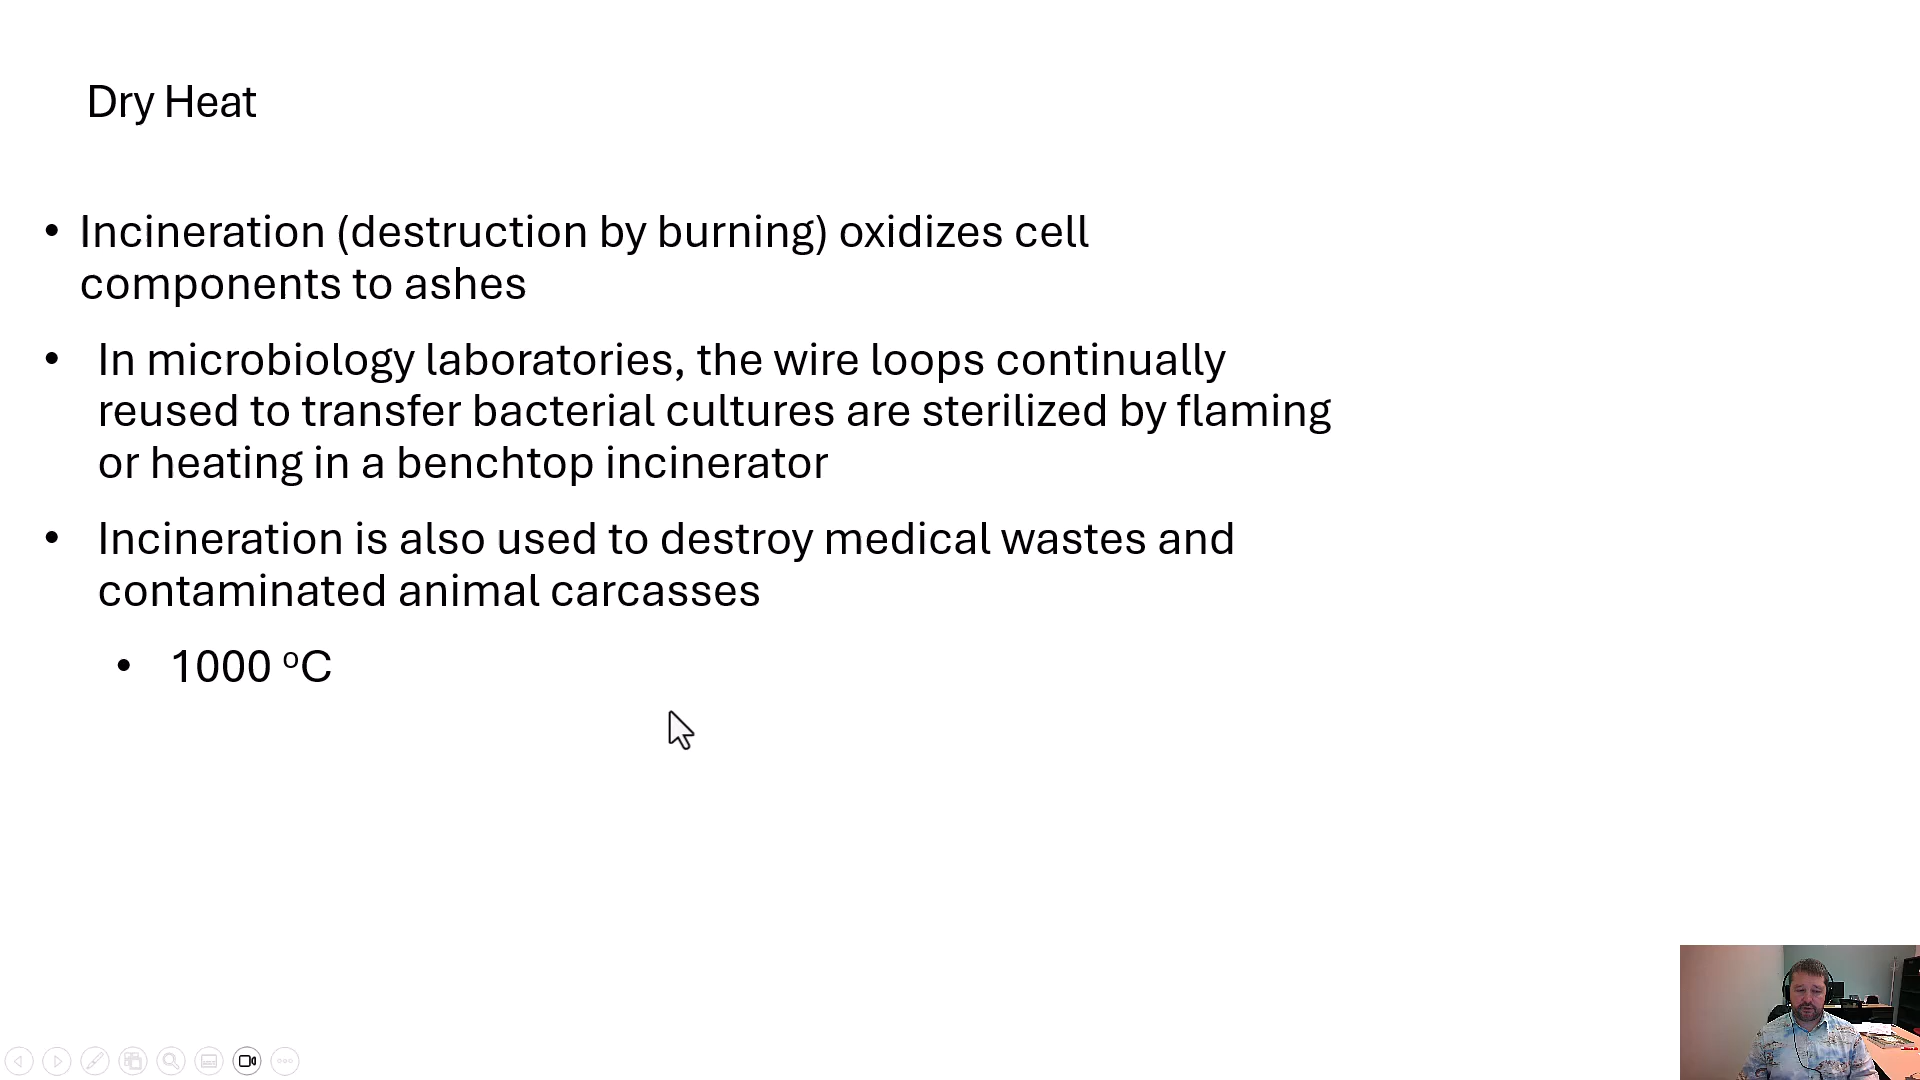 Dry Heat
• Incineration (destruction by burning) oxidizes cell
components to ashes
• In microbiology laboratories, the wire loops continually
reused to transfer bacterial cultures are sterilized by flaming
or heating in a benchtop incinerator
• Incineration is also used to destroy medical wastes and
contaminated animal carcasses
• 1000 ºC